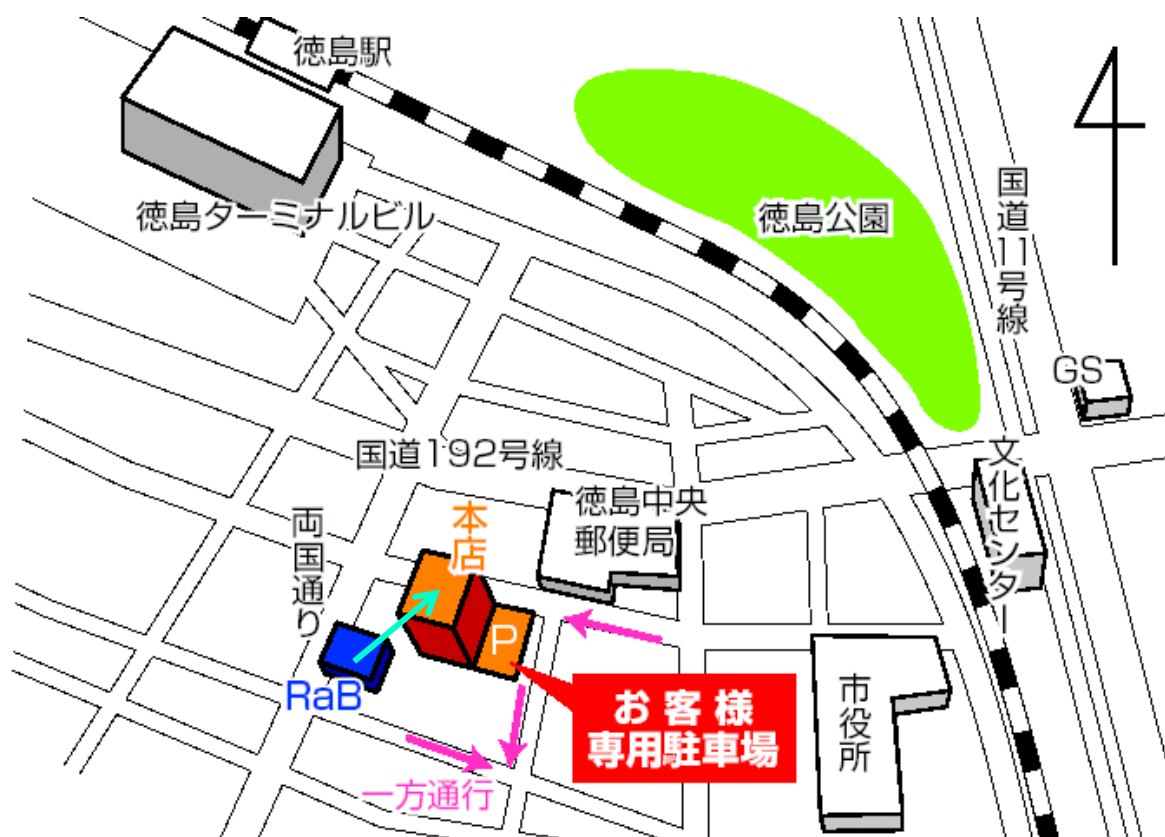 徳島駅
徳島ターミナルビル
徳島公園
国道11号線
GS
国道192号線
文化センター
徳島中央
郵便局
本店
両国通り
P
RaB
お客様
専用駐車場
市役所
一方通行